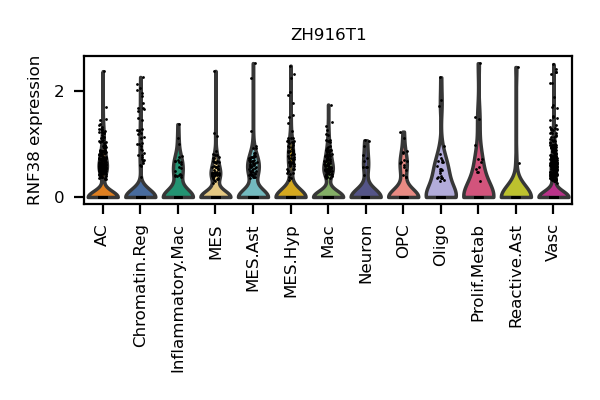 ZH916T1
RNF38 expression
2
0
AC
Chromatin.Reg
Inflammatory.Mac
MES
MES.Ast
MES.Hyp
Mac
Neuron
OPC
Oligo
Prolif.Metab
Reactive.Ast
Vasc